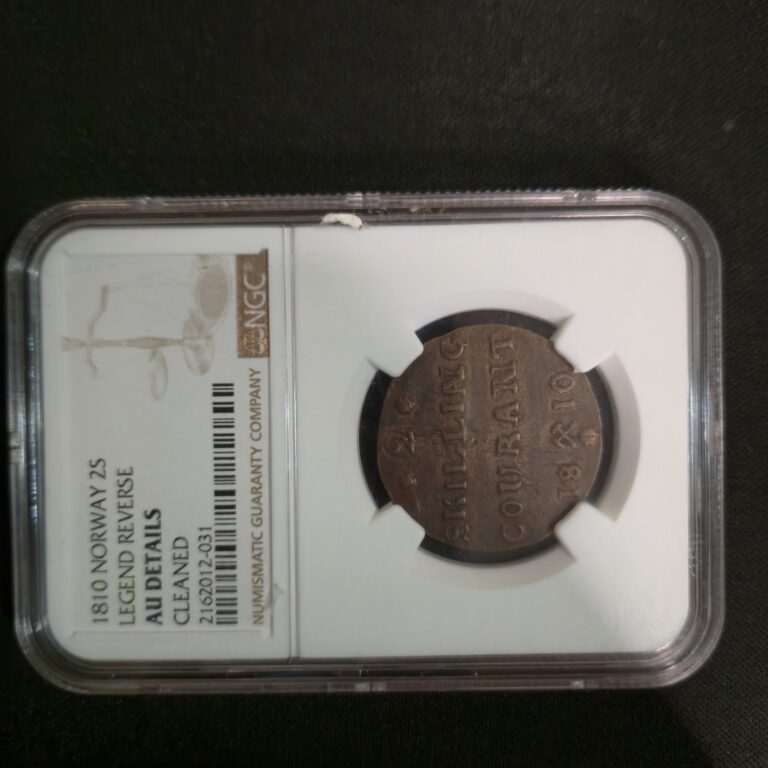 1810 NORWAY 2S
LEGEND REVERSE
AU DETAILS
CLEANED
2162012-031
NUMISMATIC GUARANTY COMPANY
NGC®
2
SKILLING
COURANT
18 ⚒ 10